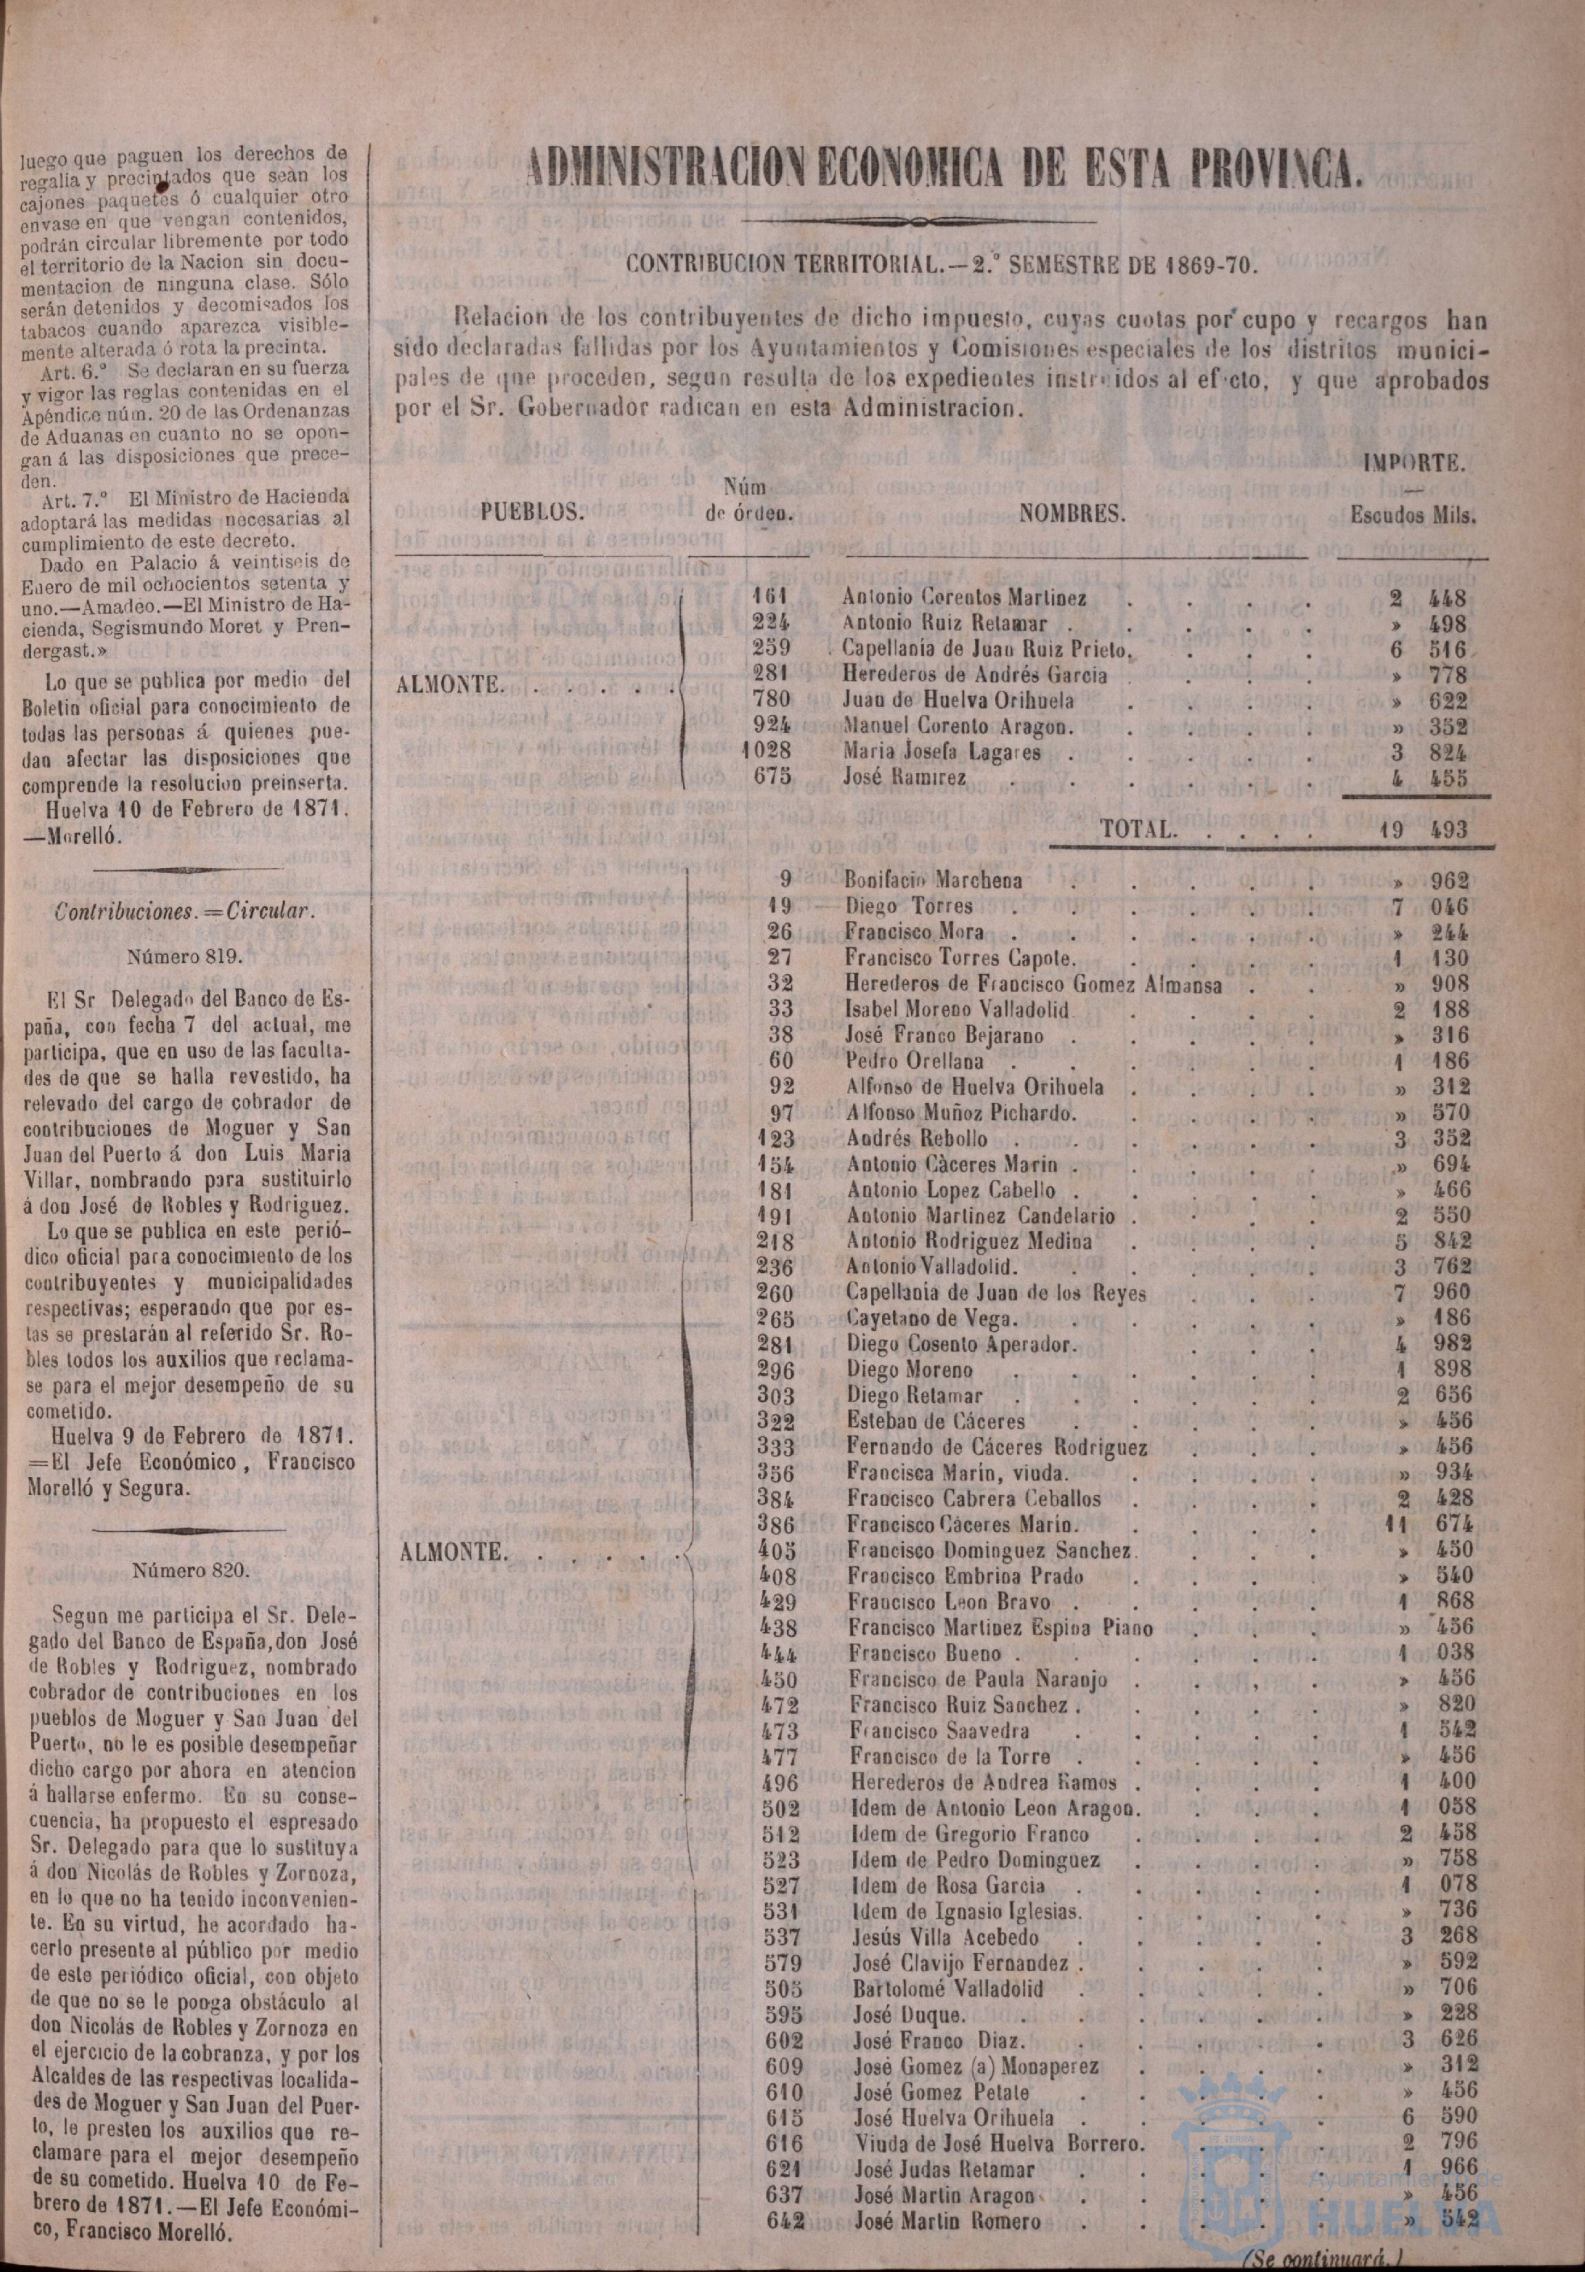 luego que paguen los derechos de
regalia y precintados que sean los
cajones paquetes ó cualquier otro
envase en que vengan contenidos,
podrán circular libremente por todo
el territorio de la Nacion sin docu-
mentacion de ninguna clase. Sólo
serán detenidos y decomisados los
tabacos cuando aparezca visible-
mente alterada ó rota la precinta.
Art. 6.º Se declaran en su fuerza
y vigor las reglas contenidas en el
Apéndice núm. 20 de las Ordenanzas
de Aduanas en cuanto no se opon-
gan á las disposiciones que prece-
den.
Art. 7.º El Ministro de Hacienda
adoptará las medidas necesarias al
cumplimiento de este decreto.
Dado en Palacio á veintiseis de
Enero de mil ochocientos setenta y
uno.—Amadeo.—El Ministro de Ha-
cienda, Segismundo Moret y Pren-
dergast.»
Lo que se publica por medio del
Boletin oficial para conocimiento de
todas las personas á quienes pue-
dan afectar las disposiciones que
comprende la resolucion preinserta.
Huelva 10 de Febrero de 1871.
—Morelló.
Contribuciones.=Circular.
Número 819.
El Sr Delegado del Banco de Es-
paña, con fecha 7 del actual, me
participa, que en uso de las faculta-
des de que se halla revestido, ha
relevado del cargo de cobrador de
contribuciones de Moguer y San
Juan del Puerto á don Luis Maria
Villar, nombrando para sustituirlo
á don José de Robles y Rodriguez.
Lo que se publica en este perió-
dico oficial para conocimiento de los
contribuyentes y municipalidades
respectivas; esperando que por es-
tas se prestarán al referido Sr. Ro-
bles todos los auxilios que reclama-
se para el mejor desempeño de su
cometido.
Huelva 9 de Febrero de 1871.
=El Jefe Económico, Francisco
Morelló y Segura.
Número 820.
Segun me participa el Sr. Dele-
gado del Banco de España, don José
de Robles y Rodriguez, nombrado
cobrador de contribuciones en los
pueblos de Moguer y San Juan del
Puerto, no le es posible desempeñar
dicho cargo por ahora en atencion
á hallarse enfermo. En su conse-
cuencia, ha propuesto el espresado
Sr. Delegado para que lo sustituya
á don Nicolás de Robles y Zornoza,
en lo que no ha tenido inconvenien-
te. En su virtud, he acordado ha-
cerlo presente al público por medio
de este periódico oficial, con objeto
de que no se le ponga obstáculo al
don Nicolás de Robles y Zornoza en
el ejercicio de la cobranza, y por los
Alcaldes de las respectivas localida-
des de Moguer y San Juan del Puer-
to, le presten los auxilios que re-
clamare para el mejor desempeño
de su cometido. Huelva 10 de Fe-
brero de 1871.—El Jefe Económi-
co, Francisco Morelló.
ADMINISTRACION ECONOMICA DE ESTA PROVINCA.
CONTRIBUCION TERRITORIAL.—2.º SEMESTRE DE 1869-70.
Relacion de los contribuyentes de dicho impuesto, cuyas cuotas por cupo y recargos han
sido declaradas fallidas por los Ayuntamientos y Comisiones especiales de los distritos munici-
pales de que proceden, segun resulta de los expedientes instruidos al efecto, y que aprobados
por el Sr. Gobernador radican en esta Administracion.
PUEBLOS. Núm de órden. NOMBRES. IMPORTE. — Escudos Mils.
161 Antonio Corentos Martinez . . . . 2 448
224 Antonio Ruiz Retamar . . . . . » 498
259 Capellanía de Juan Ruiz Prieto. . . . 6 516
281 Herederos de Andrés Garcia . . . . » 778
ALMONTE. . . . . .
780 Juan de Huelva Orihuela . . . . » 622
924 Manuel Corento Aragon. . . . . » 352
1028 Maria Josefa Lagares . . . . . 3 824
675 José Ramirez . . . . . . 4 455
TOTAL. . . . . 19 493
9 Bonifacio Marchena . . . . . » 962
19 Diego Torres . . . . . . 7 046
26 Francisco Mora . . . . . . » 244
27 Francisco Torres Capote. . . . . 1 130
32 Herederos de Francisco Gomez Almansa . . » 908
33 Isabel Moreno Valladolid . . . . 2 188
38 José Franco Bejarano . . . . . » 316
60 Pedro Orellana . . . . . . 1 186
92 Alfonso de Huelva Orihuela . . . . » 312
97 Alfonso Muñoz Pichardo. . . . . » 570
123 Andrés Rebollo . . . . . . 3 352
154 Antonio Càceres Marin . . . . . » 694
181 Antonio Lopez Cabello . . . . . » 466
191 Antonio Martinez Candelario . . . . 2 550
218 Antonio Rodriguez Medina . . . . 5 842
236 Antonio Valladolid. . . . . . 3 762
260 Capellania de Juan de los Reyes . . . 7 960
265 Cayetano de Vega. . . . . . » 186
281 Diego Cosento Aperador. . . . 4 982
296 Diego Moreno . . . . . . 1 898
303 Diego Retamar . . . . . . 2 656
322 Esteban de Cáceres . . . . . » 456
333 Fernando de Cáceres Rodriguez . . . » 456
356 Francisca Marín, viuda. . . . . » 934
384 Francisco Cabrera Ceballos . . . . 2 428
386 Francisco Cáceres Marín. . . . . 11 674
ALMONTE. . . . . .
405 Francisco Dominguez Sanchez. . . . » 450
408 Francisco Embrina Prado . . . . » 540
429 Francisco Leon Bravo . . . . . 1 868
438 Francisco Martinez Espina Piano . . . » 456
444 Francisco Bueno . . . . . . 1 038
450 Francisco de Paula Naranjo . . . . » 456
472 Francisco Ruiz Sanchez . . . . . » 820
473 Francisco Saavedra . . . . . 1 542
477 Francisco de la Torre . . . . . » 456
496 Herederos de Andrea Ramos . . . . 1 400
502 Idem de Antonio Leon Aragon. . . . 1 058
512 Idem de Gregorio Franco . . . . 2 458
523 Idem de Pedro Dominguez . . . . » 758
527 Idem de Rosa Garcia . . . . . 1 078
531 Idem de Ignasio Iglesias. . . . . » 736
537 Jesús Villa Acebedo . . . . . 3 268
579 José Clavijo Fernandez . . . . . » 592
505 Bartolomé Valladolid . . . . . » 706
595 José Duque. . . . . . . » 228
602 José Franco Diaz. . . . . . 3 626
609 José Gomez (a) Monaperez . . . . » 312
610 José Gomez Petate . . . . . » 456
615 José Huelva Orihuela . . . . . 6 590
616 Viuda de José Huelva Borrero. . . . 2 796
621 José Judas Retamar . . . . . 1 966
637 José Martin Aragon . . . . . » 456
642 José Martin Romero . . . . . » 542
(Se continuará.)
Ayuntamiento de
HUELVA